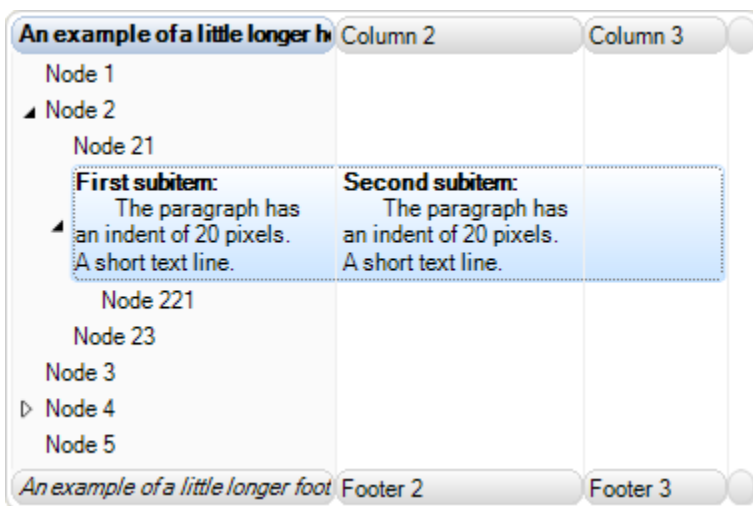 An example of a little longer h Column 2 Column 3
Node 1
Node 2
Node 21
First subitem: Second subitem:
The paragraph has The paragraph has
an indent of 20 pixels. an indent of 20 pixels.
A short text line. A short text line.
Node 221
Node 23
Node 3
Node 4
Node 5
An example of a little longer foot Footer 2 Footer 3